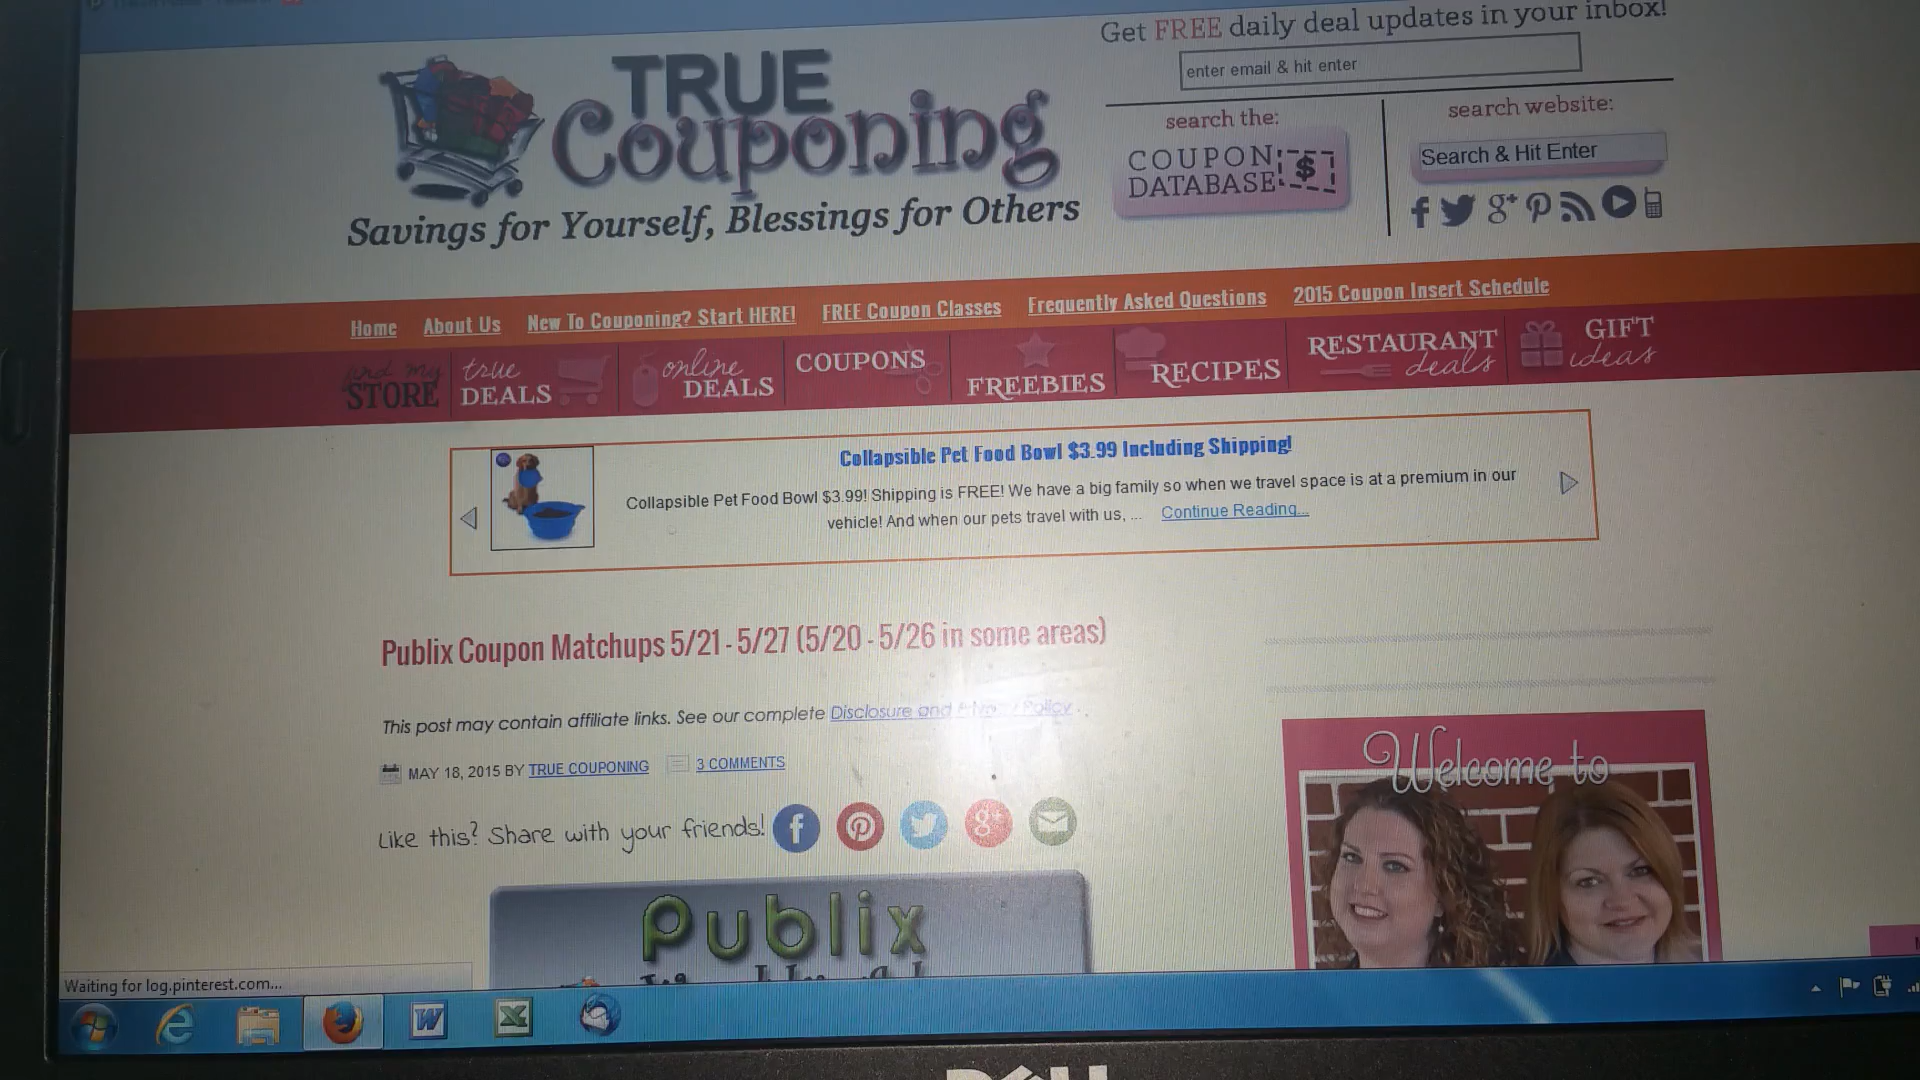 Get FREE daily deal updates in your inbox!
enter email & hit enter
TRUE
Couponing
Savings for Yourself, Blessings for Others
search the:
COUPON
DATABASE
$
search website:
Search & Hit Enter
f g+
Home About Us New To Couponing? Start HERE! FREE Coupon Classes Frequently Asked Questions 2015 Coupon Insert Schedule
find my
STORE
true
DEALS
online
DEALS
COUPONS
FREEBIES
RECIPES
RESTAURANT
deals
GIFT
ideas
Collapsible Pet Food Bowl $3.99 Including Shipping!
Collapsible Pet Food Bowl $3.99! Shipping is FREE! We have a big family so when we travel space is at a premium in our
vehicle! And when our pets travel with us, ... Continue Reading...
Publix Coupon Matchups 5/21 - 5/27 (5/20 - 5/26 in some areas)
This post may contain affiliate links. See our complete Disclosure and Privacy Policy .
MAY 18, 2015 BY TRUE COUPONING 3 COMMENTS
Like this? Share with your friends!
f g+
Publix
Welcome to
Waiting for log.pinterest.com...
W
DELL